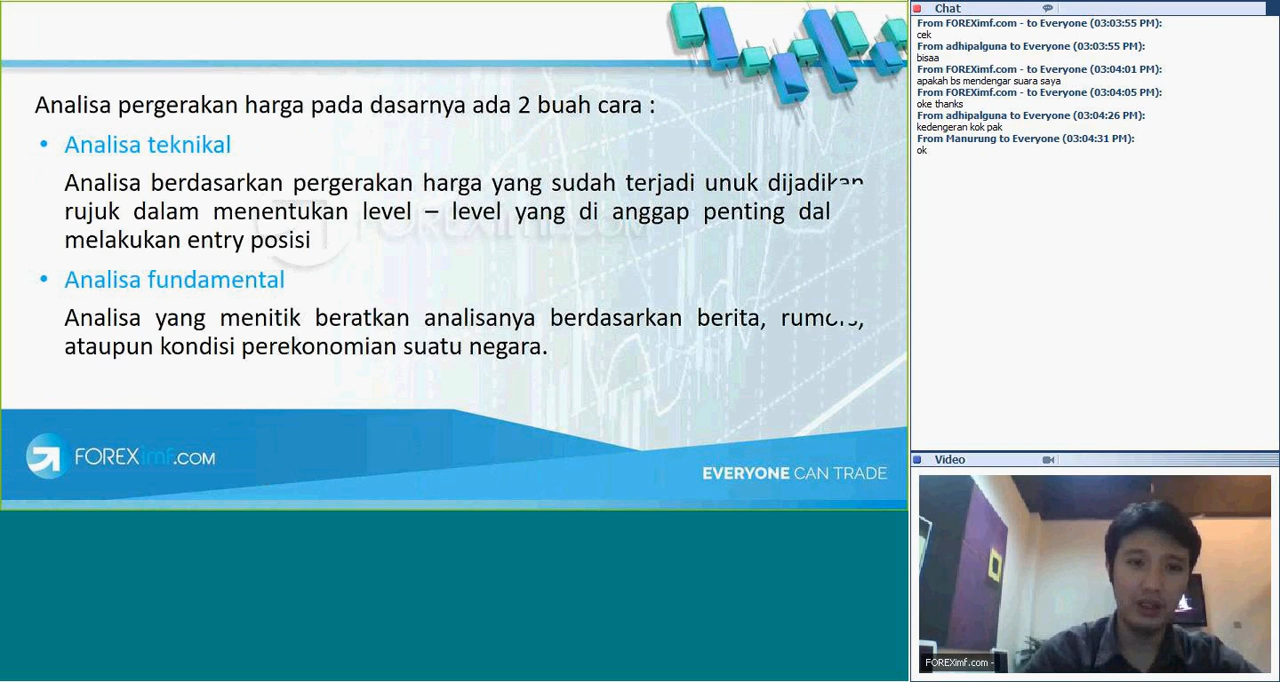 Analisa pergerakan harga pada dasarnya ada 2 buah cara :
• Analisa teknikal
Analisa berdasarkan pergerakan harga yang sudah terjadi unuk dijadikan
rujuk dalam menentukan level – level yang di anggap penting dal
melakukan entry posisi
• Analisa fundamental
Analisa yang menitik beratkan analisanya berdasarkan berita, rumors,
ataupun kondisi perekonomian suatu negara.
FOREXimf.COM
EVERYONE CAN TRADE
Chat
From FOREXimf.com - to Everyone (03:03:55 PM):
cek
From adhipalguna to Everyone (03:03:55 PM):
bisaa
From FOREXimf.com - to Everyone (03:04:01 PM):
apakah bs mendengar suara saya
From FOREXimf.com - to Everyone (03:04:05 PM):
oke thanks
From adhipalguna to Everyone (03:04:26 PM):
kedengeran kok pak
From Manurung to Everyone (03:04:31 PM):
ok
Video
FOREXimf.com -